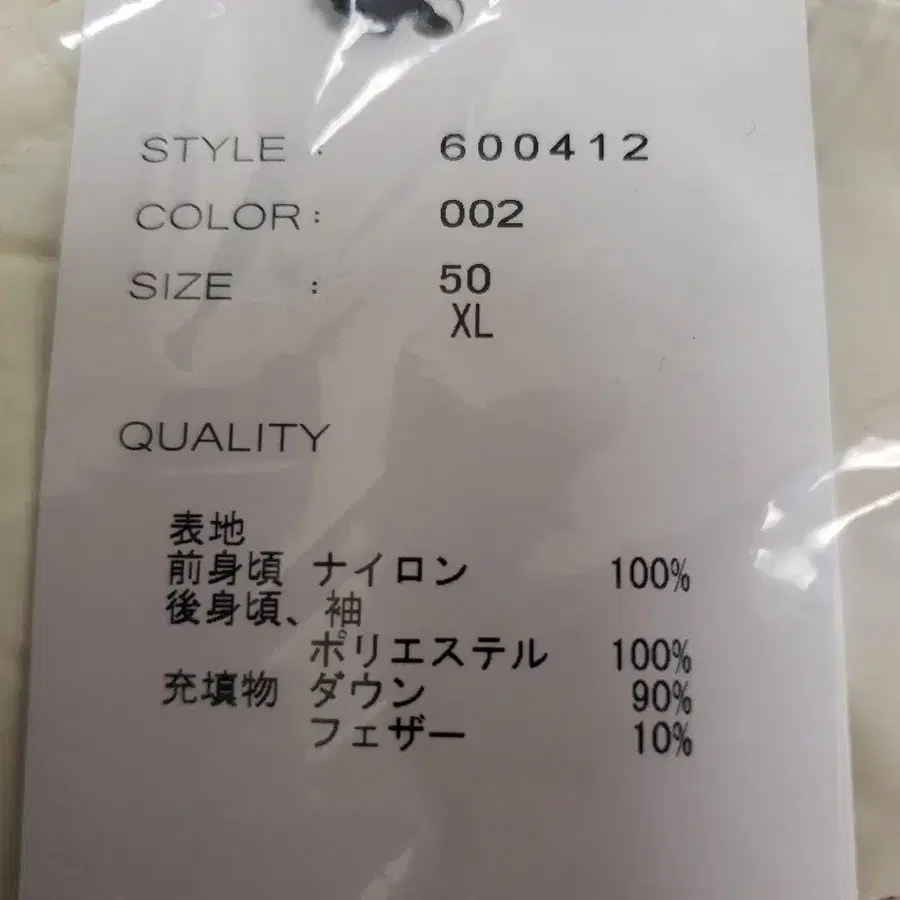 STYLE : 600412
COLOR : 002
SIZE : 50
XL
QUALITY
表地
前身頃 ナイロン 100%
後身頃、袖
ポリエステル 100%
充填物 ダウン 90%
フェザー 10%